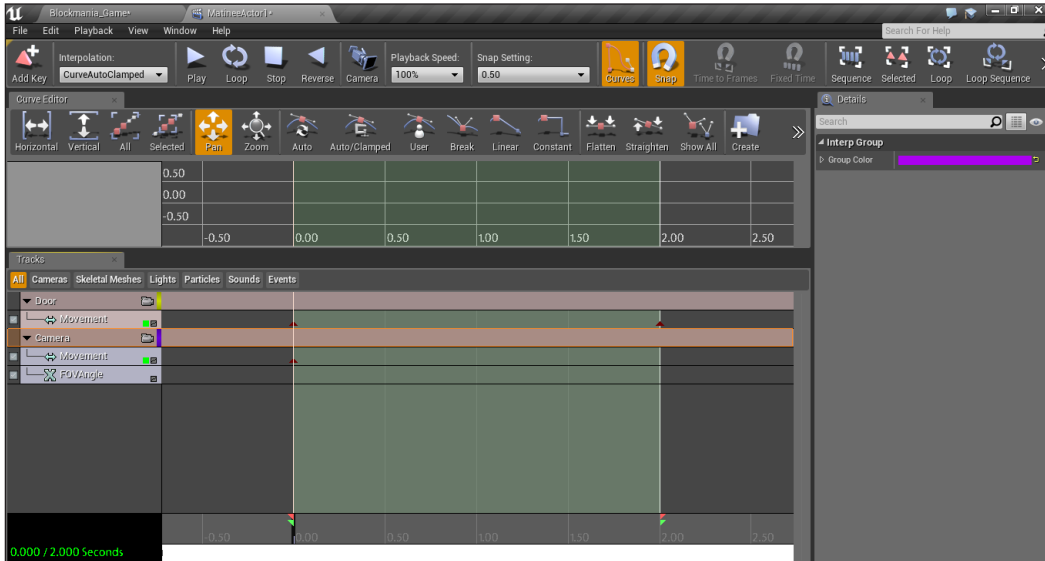 Blockmania_Game*
MatineeActor1*
File Edit Playback View Window Help
Search For Help
Add Key
Interpolation:
CurveAutoClamped
Play Loop Stop Reverse Camera
Playback Speed:
100%
Snap Setting:
0.50
Curves Snap Time to Frames Fixed Time Sequence Selected Loop Loop Sequence
Curve Editor
Horizontal Vertical All Selected Pan Zoom Auto Auto/Clamped User Break Linear Constant Flatten Straighten Show All Create
0.50
0.00
-0.50
-0.50 0.00 0.50 1.00 1.50 2.00 2.50
Details
Search
Interp Group
Group Color
Tracks
All Cameras Skeletal Meshes Lights Particles Sounds Events
Door
Movement
Camera
Movement
FOVAngle
-0.50 0.00 0.50 1.00 1.50 2.00 2.50
0.000 / 2.000 Seconds